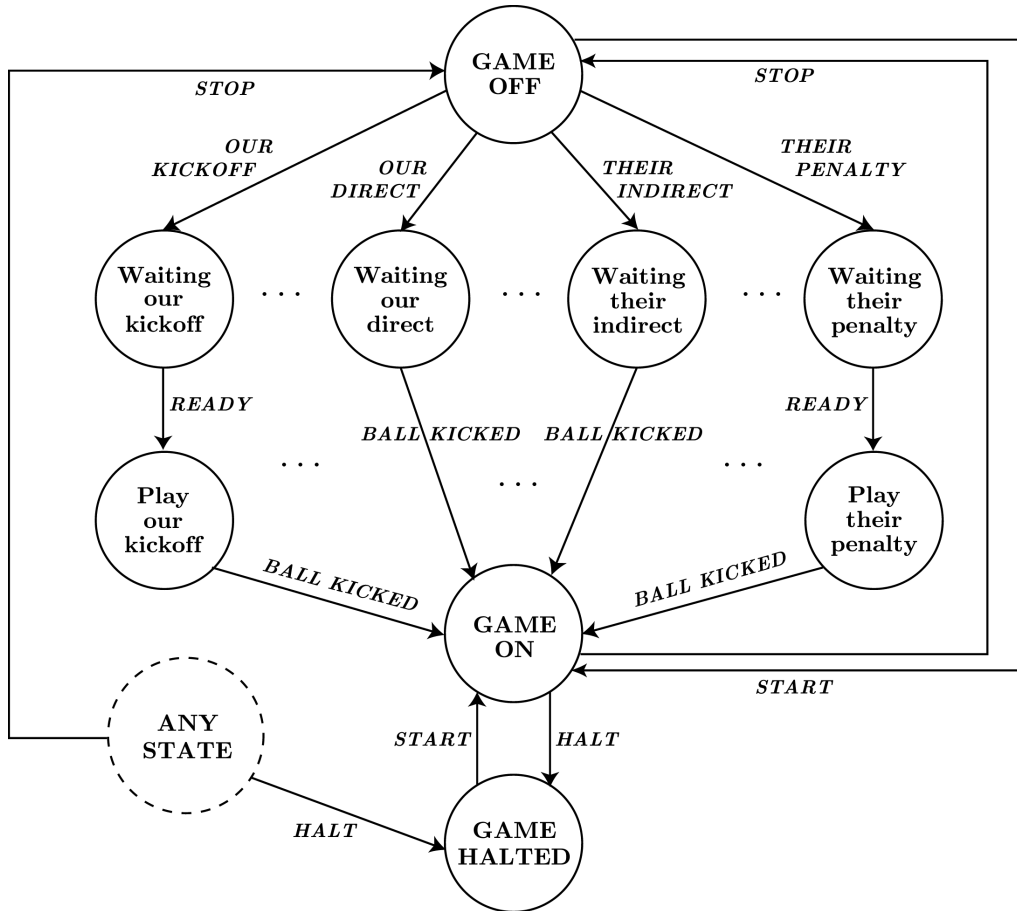 GAME
OFF
STOP
STOP
OUR
KICKOFF
OUR
DIRECT
THEIR
INDIRECT
THEIR
PENALTY
Waiting
our
kickoff
. . .
Waiting
our
direct
. . .
Waiting
their
indirect
. . .
Waiting
their
penalty
READY
READY
BALL KICKED
BALL KICKED
. . .
. . .
. . .
Play
our
kickoff
Play
their
penalty
BALL KICKED
BALL KICKED
GAME
ON
START
ANY
STATE
START
HALT
HALT
GAME
HALTED